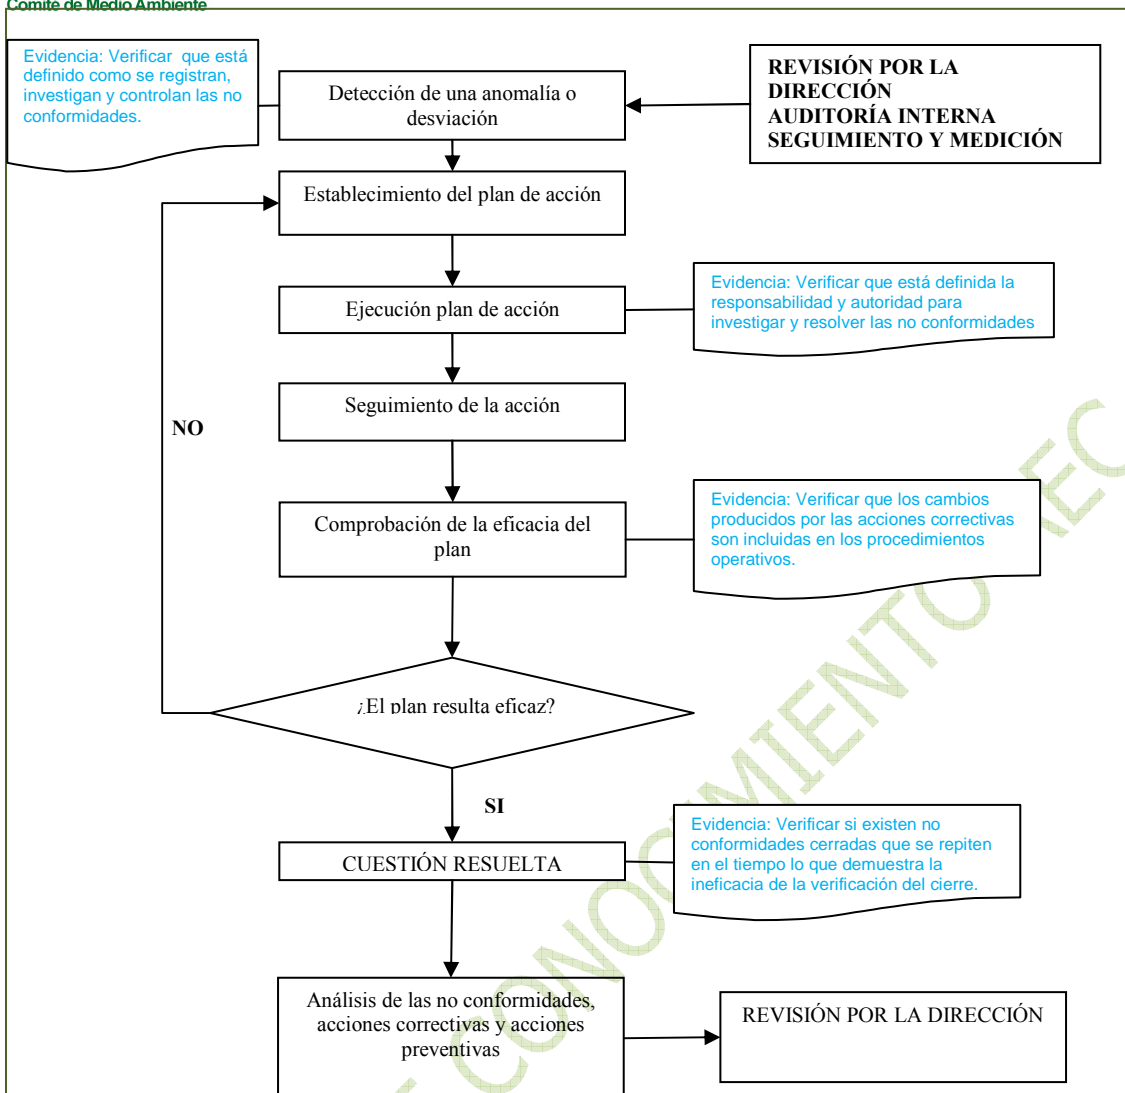 Comité de Medio Ambiente
Evidencia: Verificar que está
definido como se registran,
investigan y controlan las no
conformidades.
Detección de una anomalía o
desviación
REVISIÓN POR LA
DIRECCIÓN
AUDITORÍA INTERNA
SEGUIMIENTO Y MEDICIÓN
Establecimiento del plan de acción
Ejecución plan de acción
Evidencia: Verificar que está definida la
responsabilidad y autoridad para
investigar y resolver las no conformidades
Seguimiento de la acción
NO
Comprobación de la eficacia del
plan
Evidencia: Verificar que los cambios
producidos por las acciones correctivas
son incluidas en los procedimientos
operativos.
¿El plan resulta eficaz?
SI
CUESTIÓN RESUELTA
Evidencia: Verificar si existen no
conformidades cerradas que se repiten
en el tiempo lo que demuestra la
ineficacia de la verificación del cierre.
Análisis de las no conformidades,
acciones correctivas y acciones
preventivas
REVISIÓN POR LA DIRECCIÓN
CONOCIMIENTO